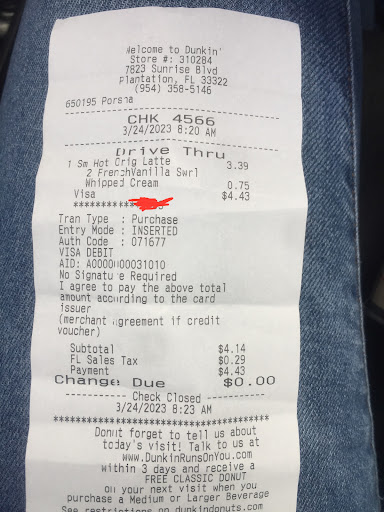 Welcome to Dunkin'
Store #: 310284
7823 Sunrise Blvd
Plantation, FL 33322
(954) 358-5146
650195 Porsha
CHK 4566
3/24/2023 8:20 AM
Drive Thru
1 Sm Hot Orig Latte 3.39
2 FrenchVanilla Swrl
Whipped Cream 0.75
Visa $4.43
Tran Type : Purchase
Entry Mode : INSERTED
Auth Code : 071677
VISA DEBIT
AID: A0000000031010
No Signature Required
I agree to pay the above total
amount according to the card
issuer
(merchant agreement if credit
voucher)
Subtotal $4.14
FL Sales Tax $0.29
Payment $4.43
Change Due $0.00
-------- Check Closed --------
3/24/2023 8:23 AM
************************************
Donut forget to tell us about
today's visit! Talk to us at
www.DunkinRunsOnYou.com
within 3 days and receive a
FREE CLASSIC DONUT
on your next visit when you
purchase a Medium or Larger Beverage
See restrictions on dunkindonuts.com